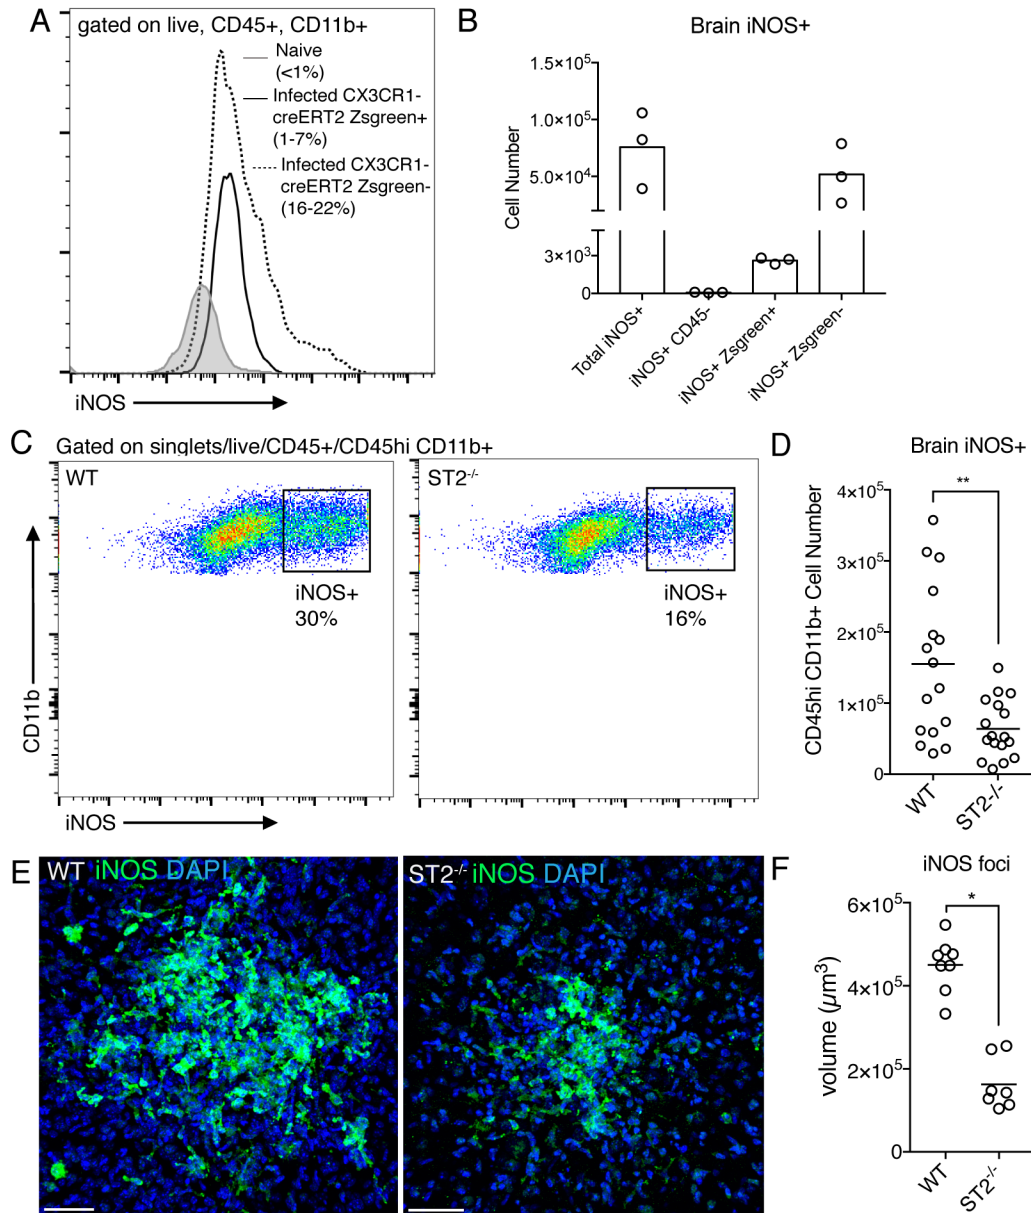 A
gated on live, CD45+, CD11b+
Naive
(<1%)
Infected CX3CR1-
creERT2 Zsgreen+
(1-7%)
Infected CX3CR1-
creERT2 Zsgreen-
(16-22%)
iNOS
B
Brain iNOS+
Cell Number
1.5×10⁵
1.0×10⁵
5.0×10⁴
3×10³
0
Total iNOS+
iNOS+ CD45-
iNOS+ Zsgreen+
iNOS+ Zsgreen-
C
Gated on singlets/live/CD45+/CD45hi CD11b+
WT
iNOS+
30%
ST2⁻/⁻
iNOS+
16%
CD11b
iNOS
D
Brain iNOS+
**
CD45hi CD11b+ Cell Number
4×10⁵
3×10⁵
2×10⁵
1×10⁵
0
WT
ST2-/-
E
WT iNOS DAPI
ST2⁻/⁻ iNOS DAPI
F
iNOS foci
*
volume (µm³)
6×10⁵
4×10⁵
2×10⁵
0
WT
ST2⁻/⁻